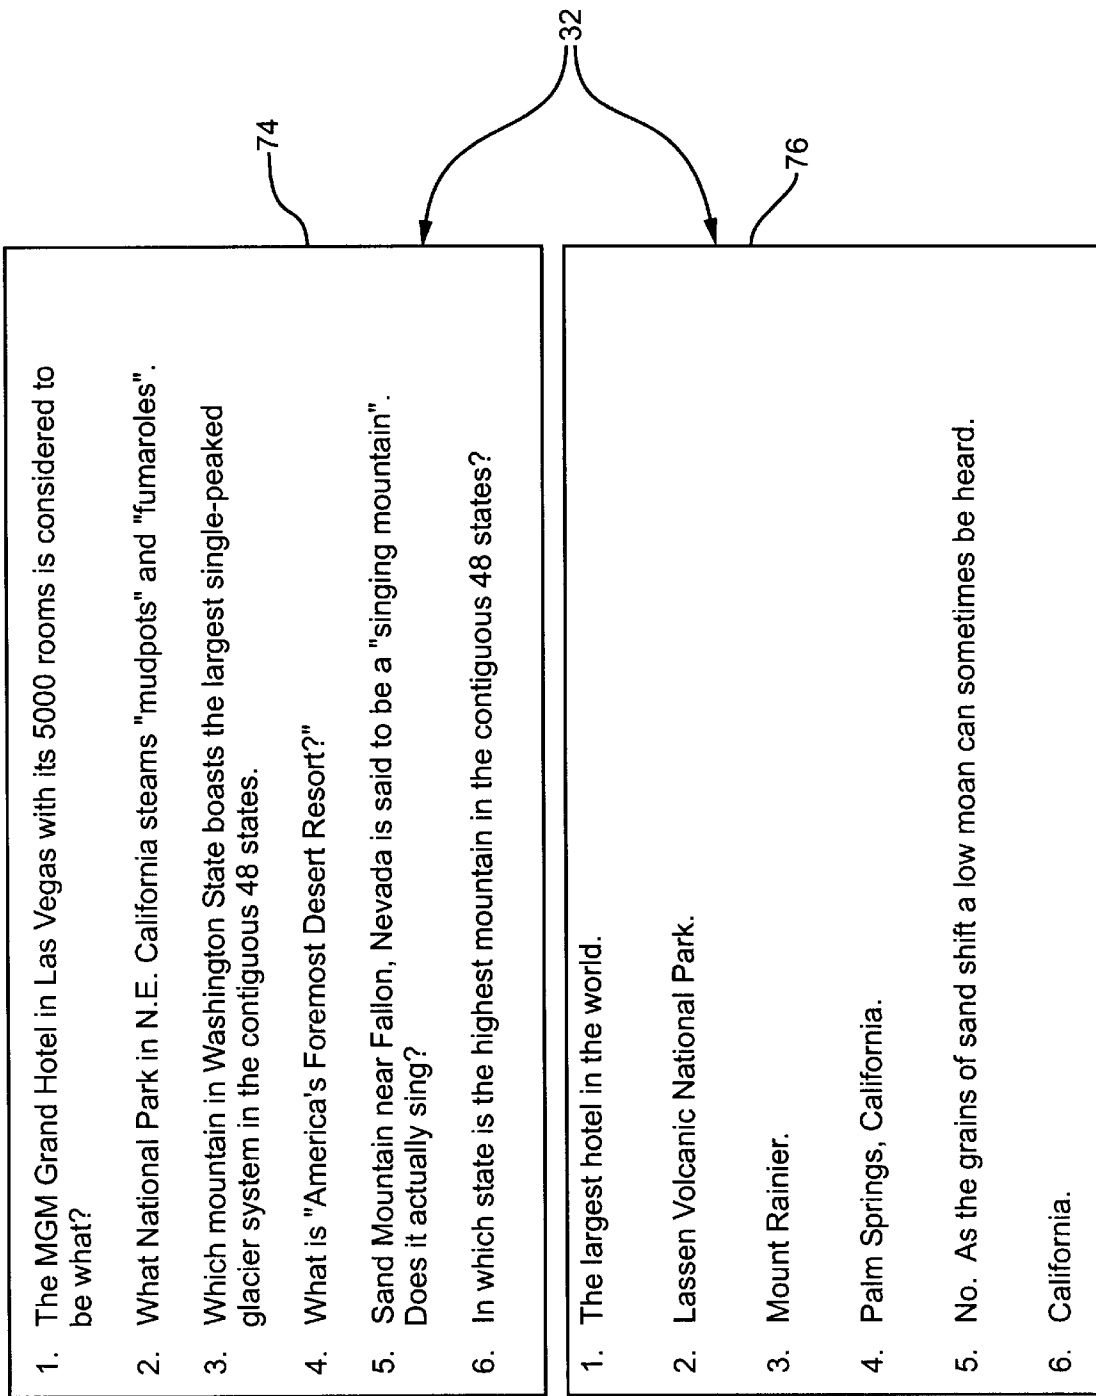 1. The MGM Grand Hotel in Las Vegas with its 5000 rooms is considered to
be what?
2. What National Park in N.E. California steams "mudpots" and "fumaroles".
3. Which mountain in Washington State boasts the largest single-peaked
glacier system in the contiguous 48 states.
4. What is "America's Foremost Desert Resort?"
5. Sand Mountain near Fallon, Nevada is said to be a "singing mountain".
Does it actually sing?
6. In which state is the highest mountain in the contiguous 48 states?
74
32
76
1. The largest hotel in the world.
2. Lassen Volcanic National Park.
3. Mount Rainier.
4. Palm Springs, California.
5. No. As the grains of sand shift a low moan can sometimes be heard.
6. California.